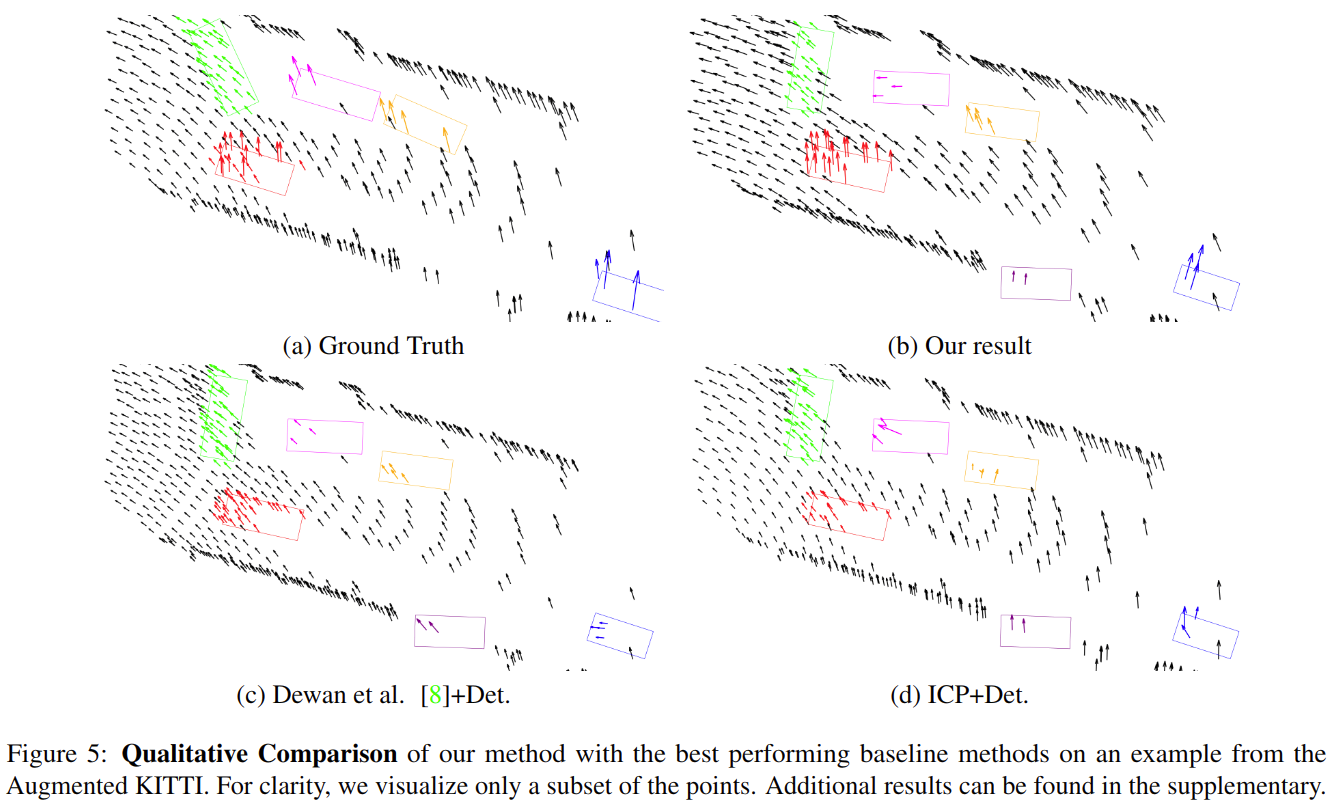 (a) Ground Truth
(b) Our result
(c) Dewan et al. [8]+Det.
(d) ICP+Det.
Figure 5: Qualitative Comparison of our method with the best performing baseline methods on an example from the
Augmented KITTI. For clarity, we visualize only a subset of the points. Additional results can be found in the supplementary.